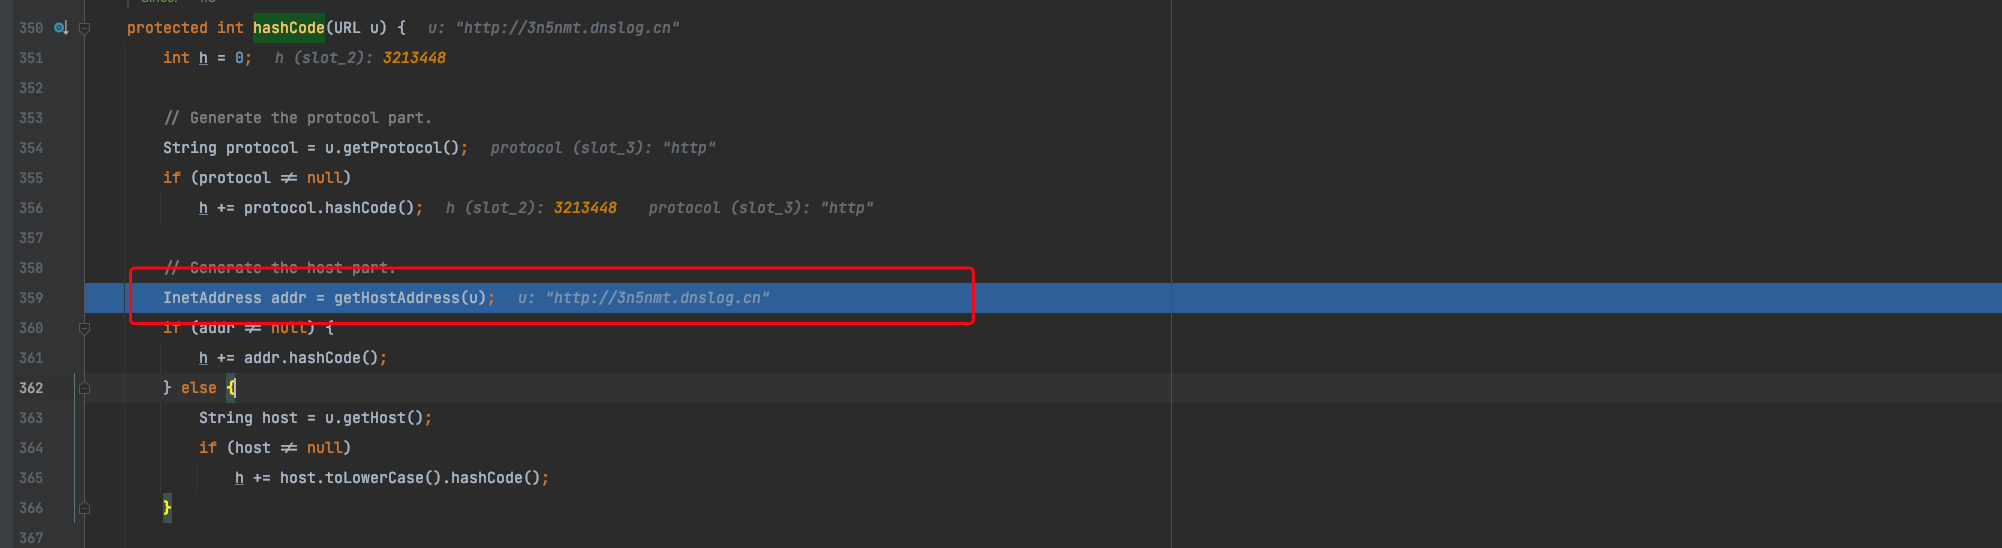 350 protected int hashCode(URL u) { u: "http://3n5nmt.dnslog.cn"
351 int h = 0; h (slot_2): 3213448
352
353 // Generate the protocol part.
354 String protocol = u.getProtocol(); protocol (slot_3): "http"
355 if (protocol ≠ null)
356 h += protocol.hashCode(); h (slot_2): 3213448 protocol (slot_3): "http"
357
358 // Generate the host part.
359 InetAddress addr = getHostAddress(u); u: "http://3n5nmt.dnslog.cn"
360 if (addr ≠ null) {
361 h += addr.hashCode();
362 } else {
363 String host = u.getHost();
364 if (host ≠ null)
365 h += host.toLowerCase().hashCode();
366 }
367